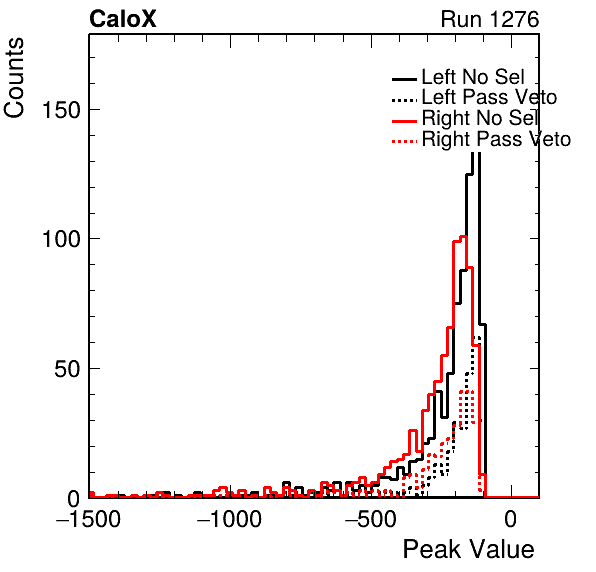 CaloX Run 1276
Counts
Left No Sel
Left Pass Veto
Right No Sel
Right Pass Veto
150
100
50
0
−1500 −1000 −500 0
Peak Value